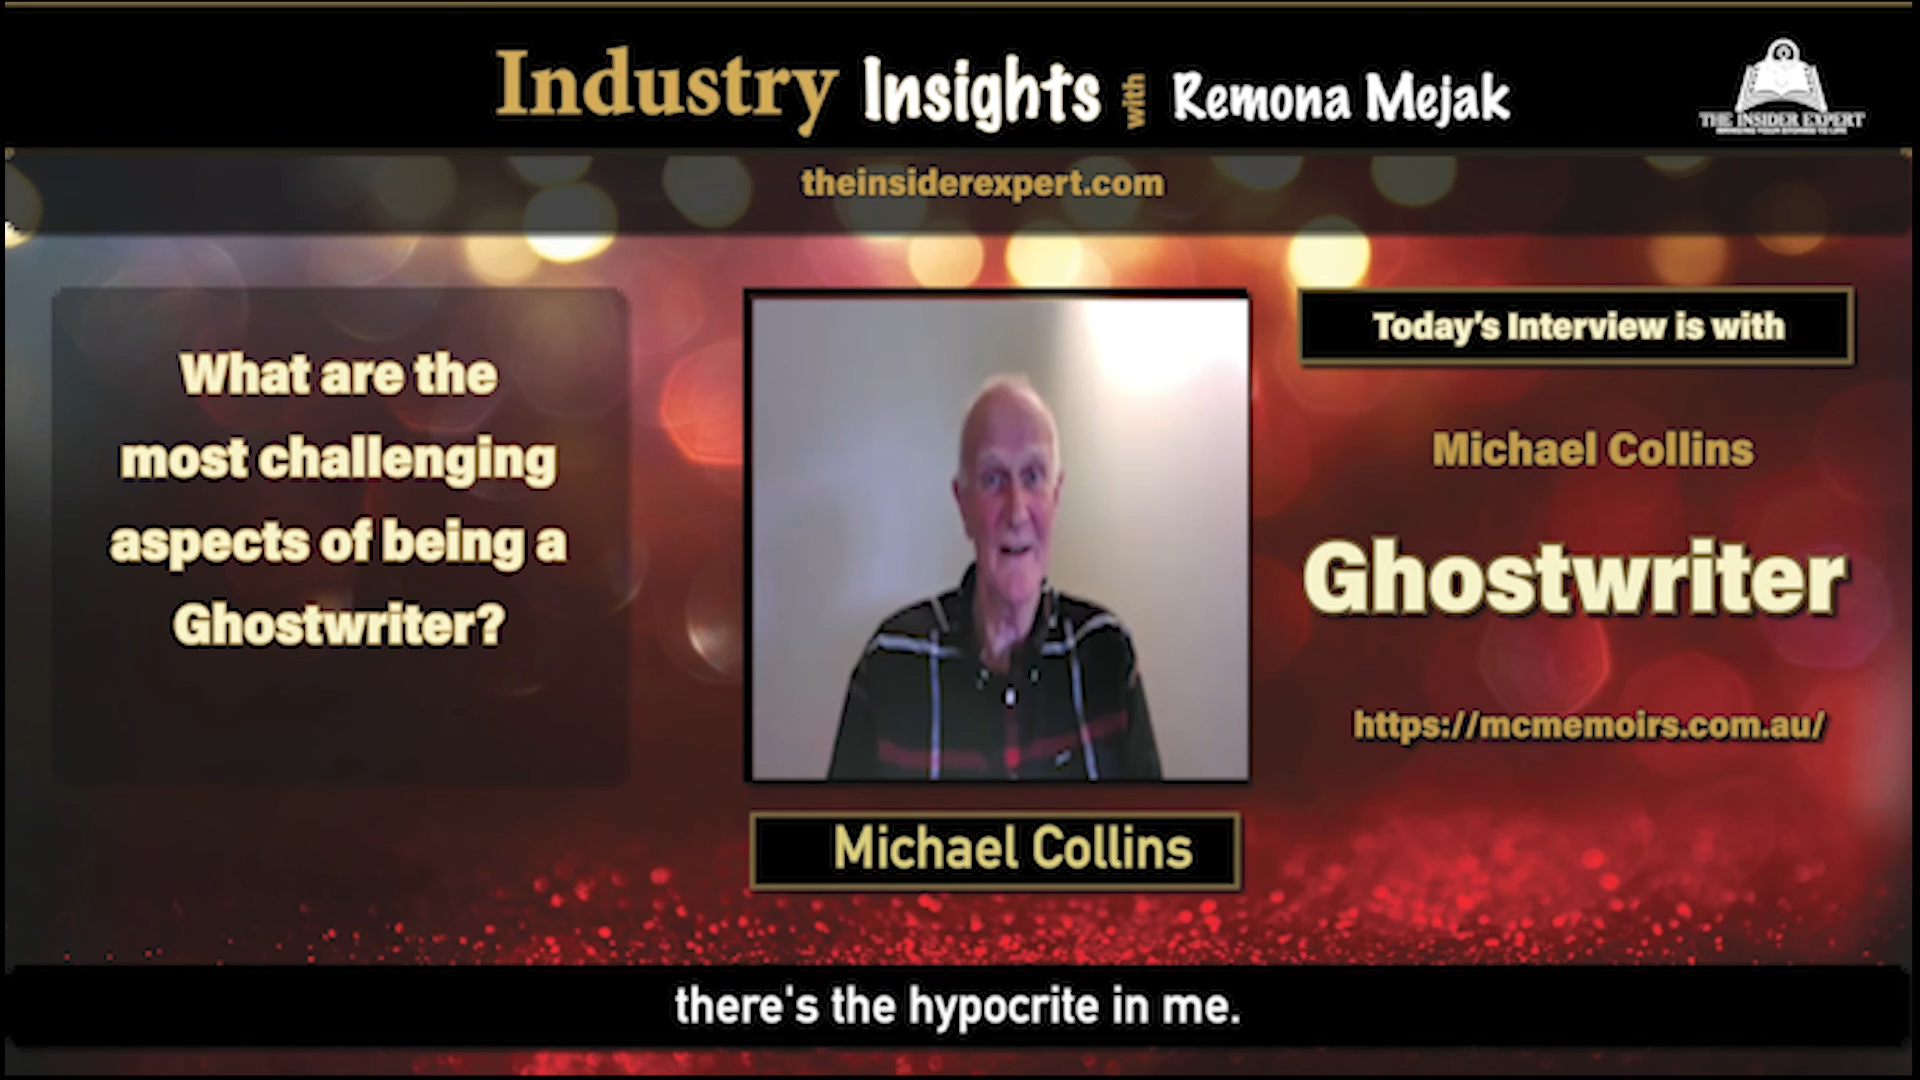 Industry Insights with Remona Mejak
THE INSIDER EXPERT
theinsiderexpert.com
What are the
most challenging
aspects of being a
Ghostwriter?
Today's Interview is with
Michael Collins
Ghostwriter
https://mcmemoirs.com.au/
Michael Collins
there's the hypocrite in me.